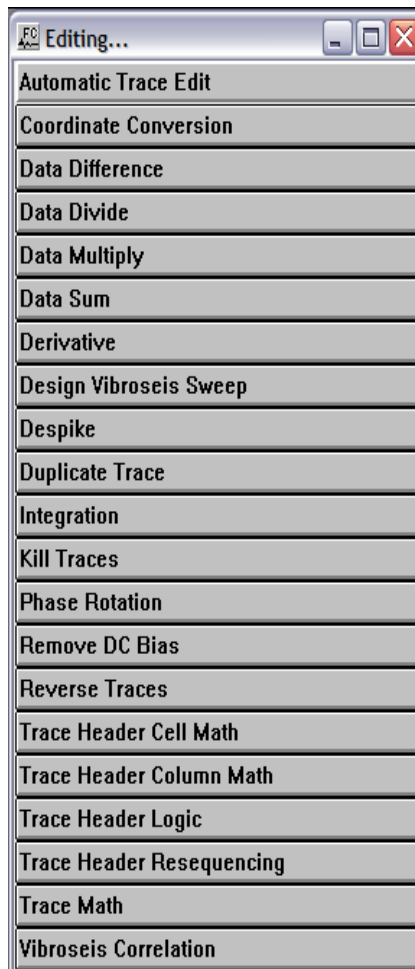 FC Editing...
Automatic Trace Edit
Coordinate Conversion
Data Difference
Data Divide
Data Multiply
Data Sum
Derivative
Design Vibroseis Sweep
Despike
Duplicate Trace
Integration
Kill Traces
Phase Rotation
Remove DC Bias
Reverse Traces
Trace Header Cell Math
Trace Header Column Math
Trace Header Logic
Trace Header Resequencing
Trace Math
Vibroseis Correlation